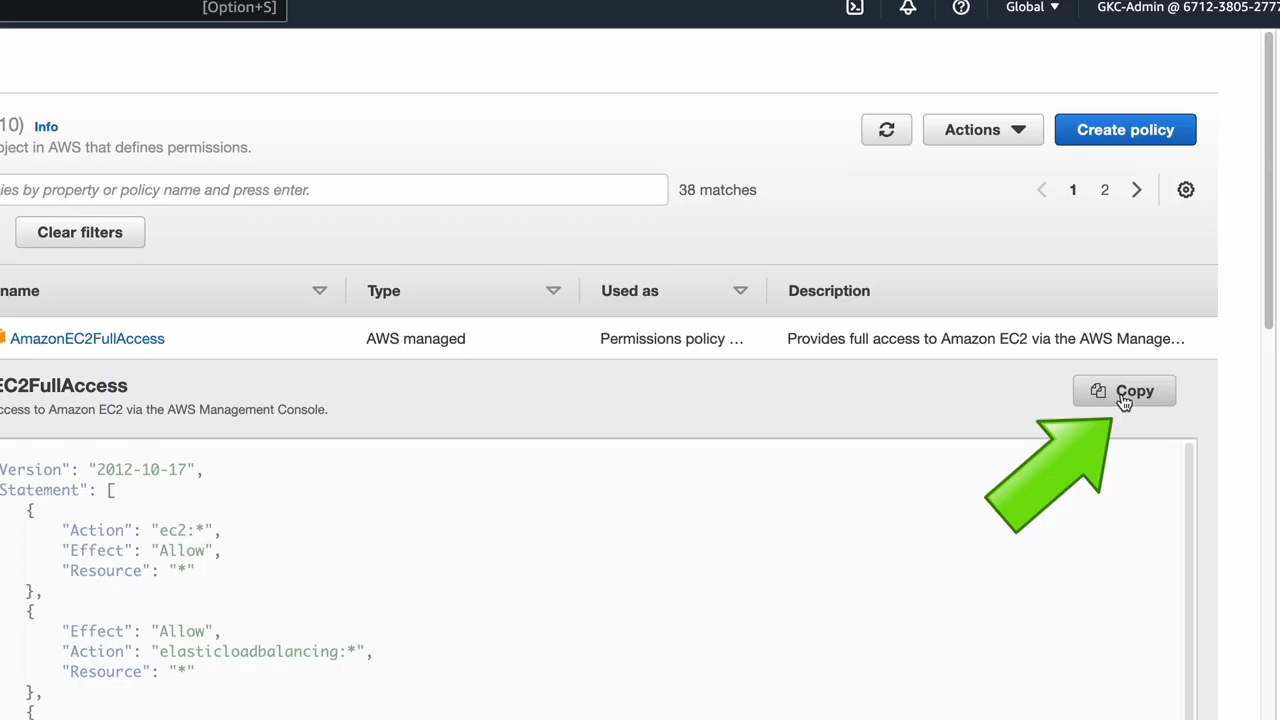 [Option+S]
Global ▼
GKC-Admin @ 6712-3805-2777
10) Info
bject in AWS that defines permissions.
Actions
Create policy
ies by property or policy name and press enter.
38 matches
1 2
Clear filters
name
Type
Used as
Description
AmazonEC2FullAccess
AWS managed
Permissions policy ...
Provides full access to Amazon EC2 via the AWS Manage...
EC2FullAccess
ccess to Amazon EC2 via the AWS Management Console.
Copy
Version": "2012-10-17",
Statement": [
{
"Action": "ec2:*",
"Effect": "Allow",
"Resource": "*"
},
{
"Effect": "Allow",
"Action": "elasticloadbalancing:*",
"Resource": "*"
},
{